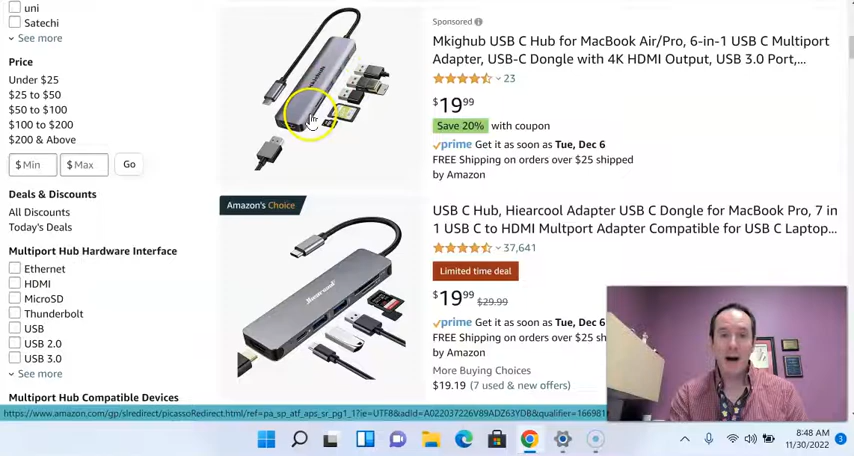 uni
Satechi
See more
Price
Under $25
$25 to $50
$50 to $100
$100 to $200
$200 & Above
$ Min
$ Max
Go
Deals & Discounts
All Discounts
Today's Deals
Multiport Hub Hardware Interface
Ethernet
HDMI
MicroSD
Thunderbolt
USB
USB 2.0
USB 3.0
See more
Multiport Hub Compatible Devices
Sponsored
Mkighub USB C Hub for MacBook Air/Pro, 6-in-1 USB C Multiport
Adapter, USB-C Dongle with 4K HDMI Output, USB 3.0 Port,...
23
$19 99
Save 20% with coupon
prime Get it as soon as Tue, Dec 6
FREE Shipping on orders over $25 shipped
by Amazon
Amazon's Choice
Hiearcool
USB C Hub, Hiearcool Adapter USB C Dongle for MacBook Pro, 7 in
1 USB C to HDMI Multport Adapter Compatible for USB C Laptop...
37,641
Limited time deal
$19 99 $29.99
prime Get it as soon as Tue, Dec 6
FREE Shipping on orders over $25 sh
by Amazon
More Buying Choices
$19.19 (7 used & new offers)
https://www.amazon.com/gp/slredirect/picassoRedirect.html/ref=pa_sp_atf_aps_sr_pg1_1?ie=UTF8&adId=A022037226V89ADZ63YDB&qualifier=166981
8:48 AM
11/30/2022
3